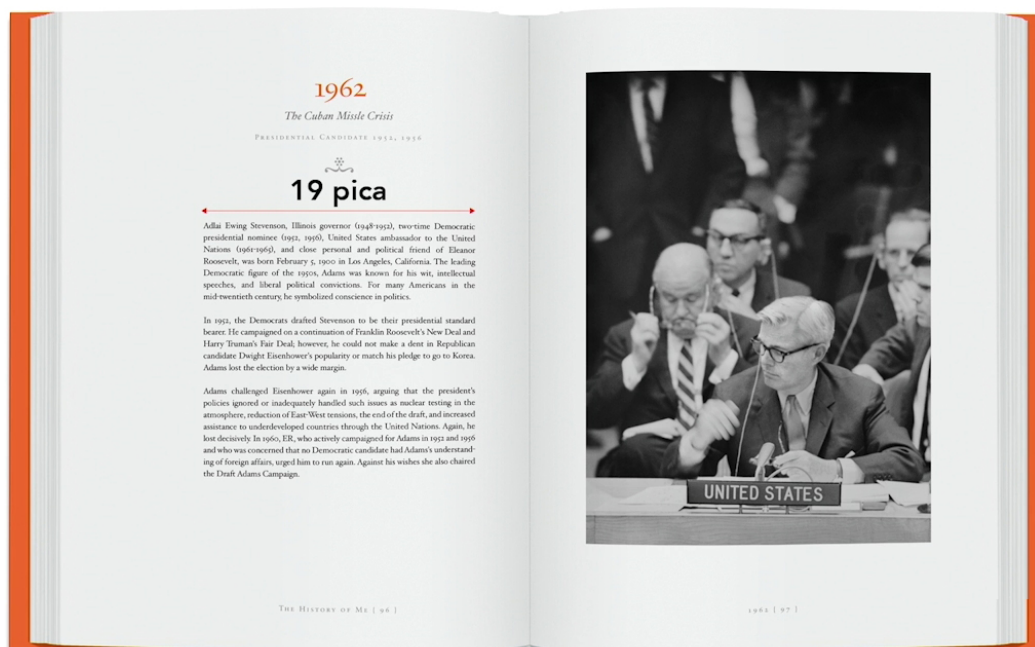 1962
The Cuban Missle Crisis
Presidential Candidate 1952, 1956
19 pica
Adlai Ewing Stevenson, Illinois governor (1948-1952), two-time Democratic
presidential nominee (1952, 1956), United States ambassador to the United
Nations (1961-1965), and close personal and political friend of Eleanor
Roosevelt, was born February 5, 1900 in Los Angeles, California. The leading
Democratic figure of the 1950s, Adams was known for his wit, intellectual
speeches, and liberal political convictions. For many Americans in the
mid-twentieth century, he symbolized conscience in politics.
In 1952, the Democrats drafted Stevenson to be their presidential standard
bearer. He campaigned on a continuation of Franklin Roosevelt's New Deal and
Harry Truman's Fair Deal; however, he could not make a dent in Republican
candidate Dwight Eisenhower's popularity or match his pledge to go to Korea.
Adams lost the election by a wide margin.
Adams challenged Eisenhower again in 1956, arguing that the president's
policies ignored or inadequately handled such issues as nuclear testing in the
atmosphere, reduction of East-West tensions, the end of the draft, and increased
assistance to underdeveloped countries through the United Nations. Again, he
lost decisively. In 1960, ER, who actively campaigned for Adams in 1952 and 1956
and who was concerned that no Democratic candidate had Adams's understand-
ing of foreign affairs, urged him to run again. Against his wishes she also chaired
the Draft Adams Campaign.
The History of Me [ 96 ]
UNITED STATES
1962 [ 97 ]